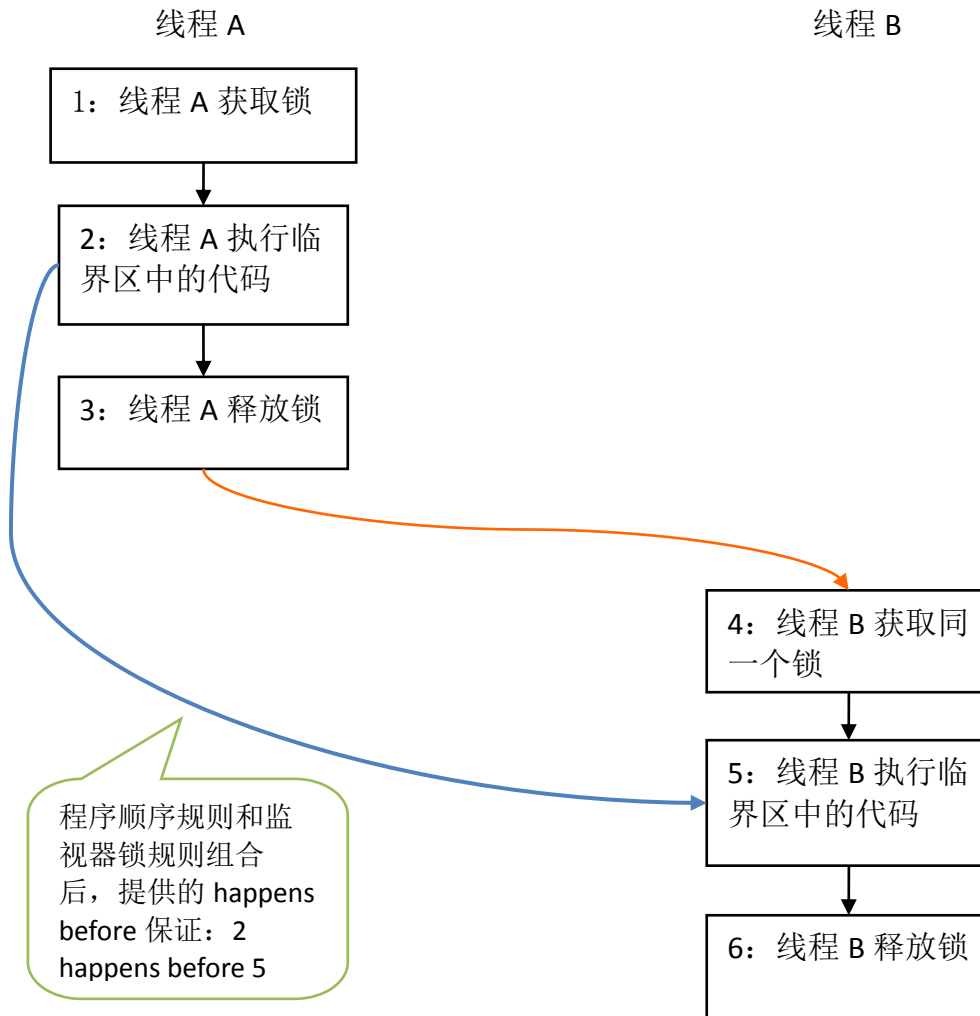 线程 A
线程 B
1：线程 A 获取锁
2：线程 A 执行临
界区中的代码
3：线程 A 释放锁
4：线程 B 获取同
一个锁
5：线程 B 执行临
界区中的代码
6：线程 B 释放锁
程序顺序规则和监
视器锁规则组合
后，提供的 happens
before 保证：2
happens before 5